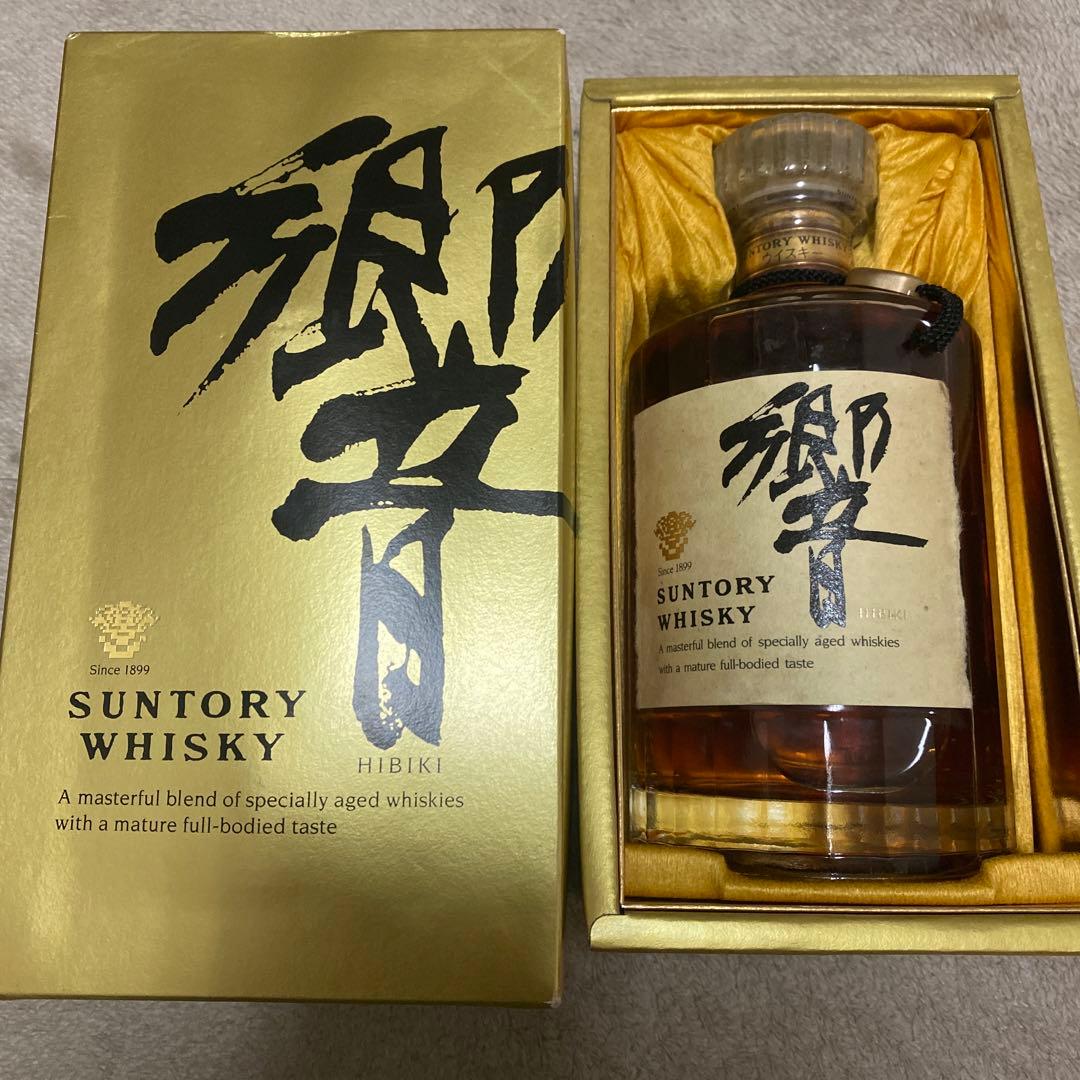 響
Since 1899
SUNTORY
WHISKY
HIBIKI
A masterful blend of specially aged whiskies
with a mature full-bodied taste
SUNTORY WHISKY
ウイスキー
響
Since 1899
SUNTORY
WHISKY
HIBIKI
A masterful blend of specially aged whiskies
with a mature full-bodied taste